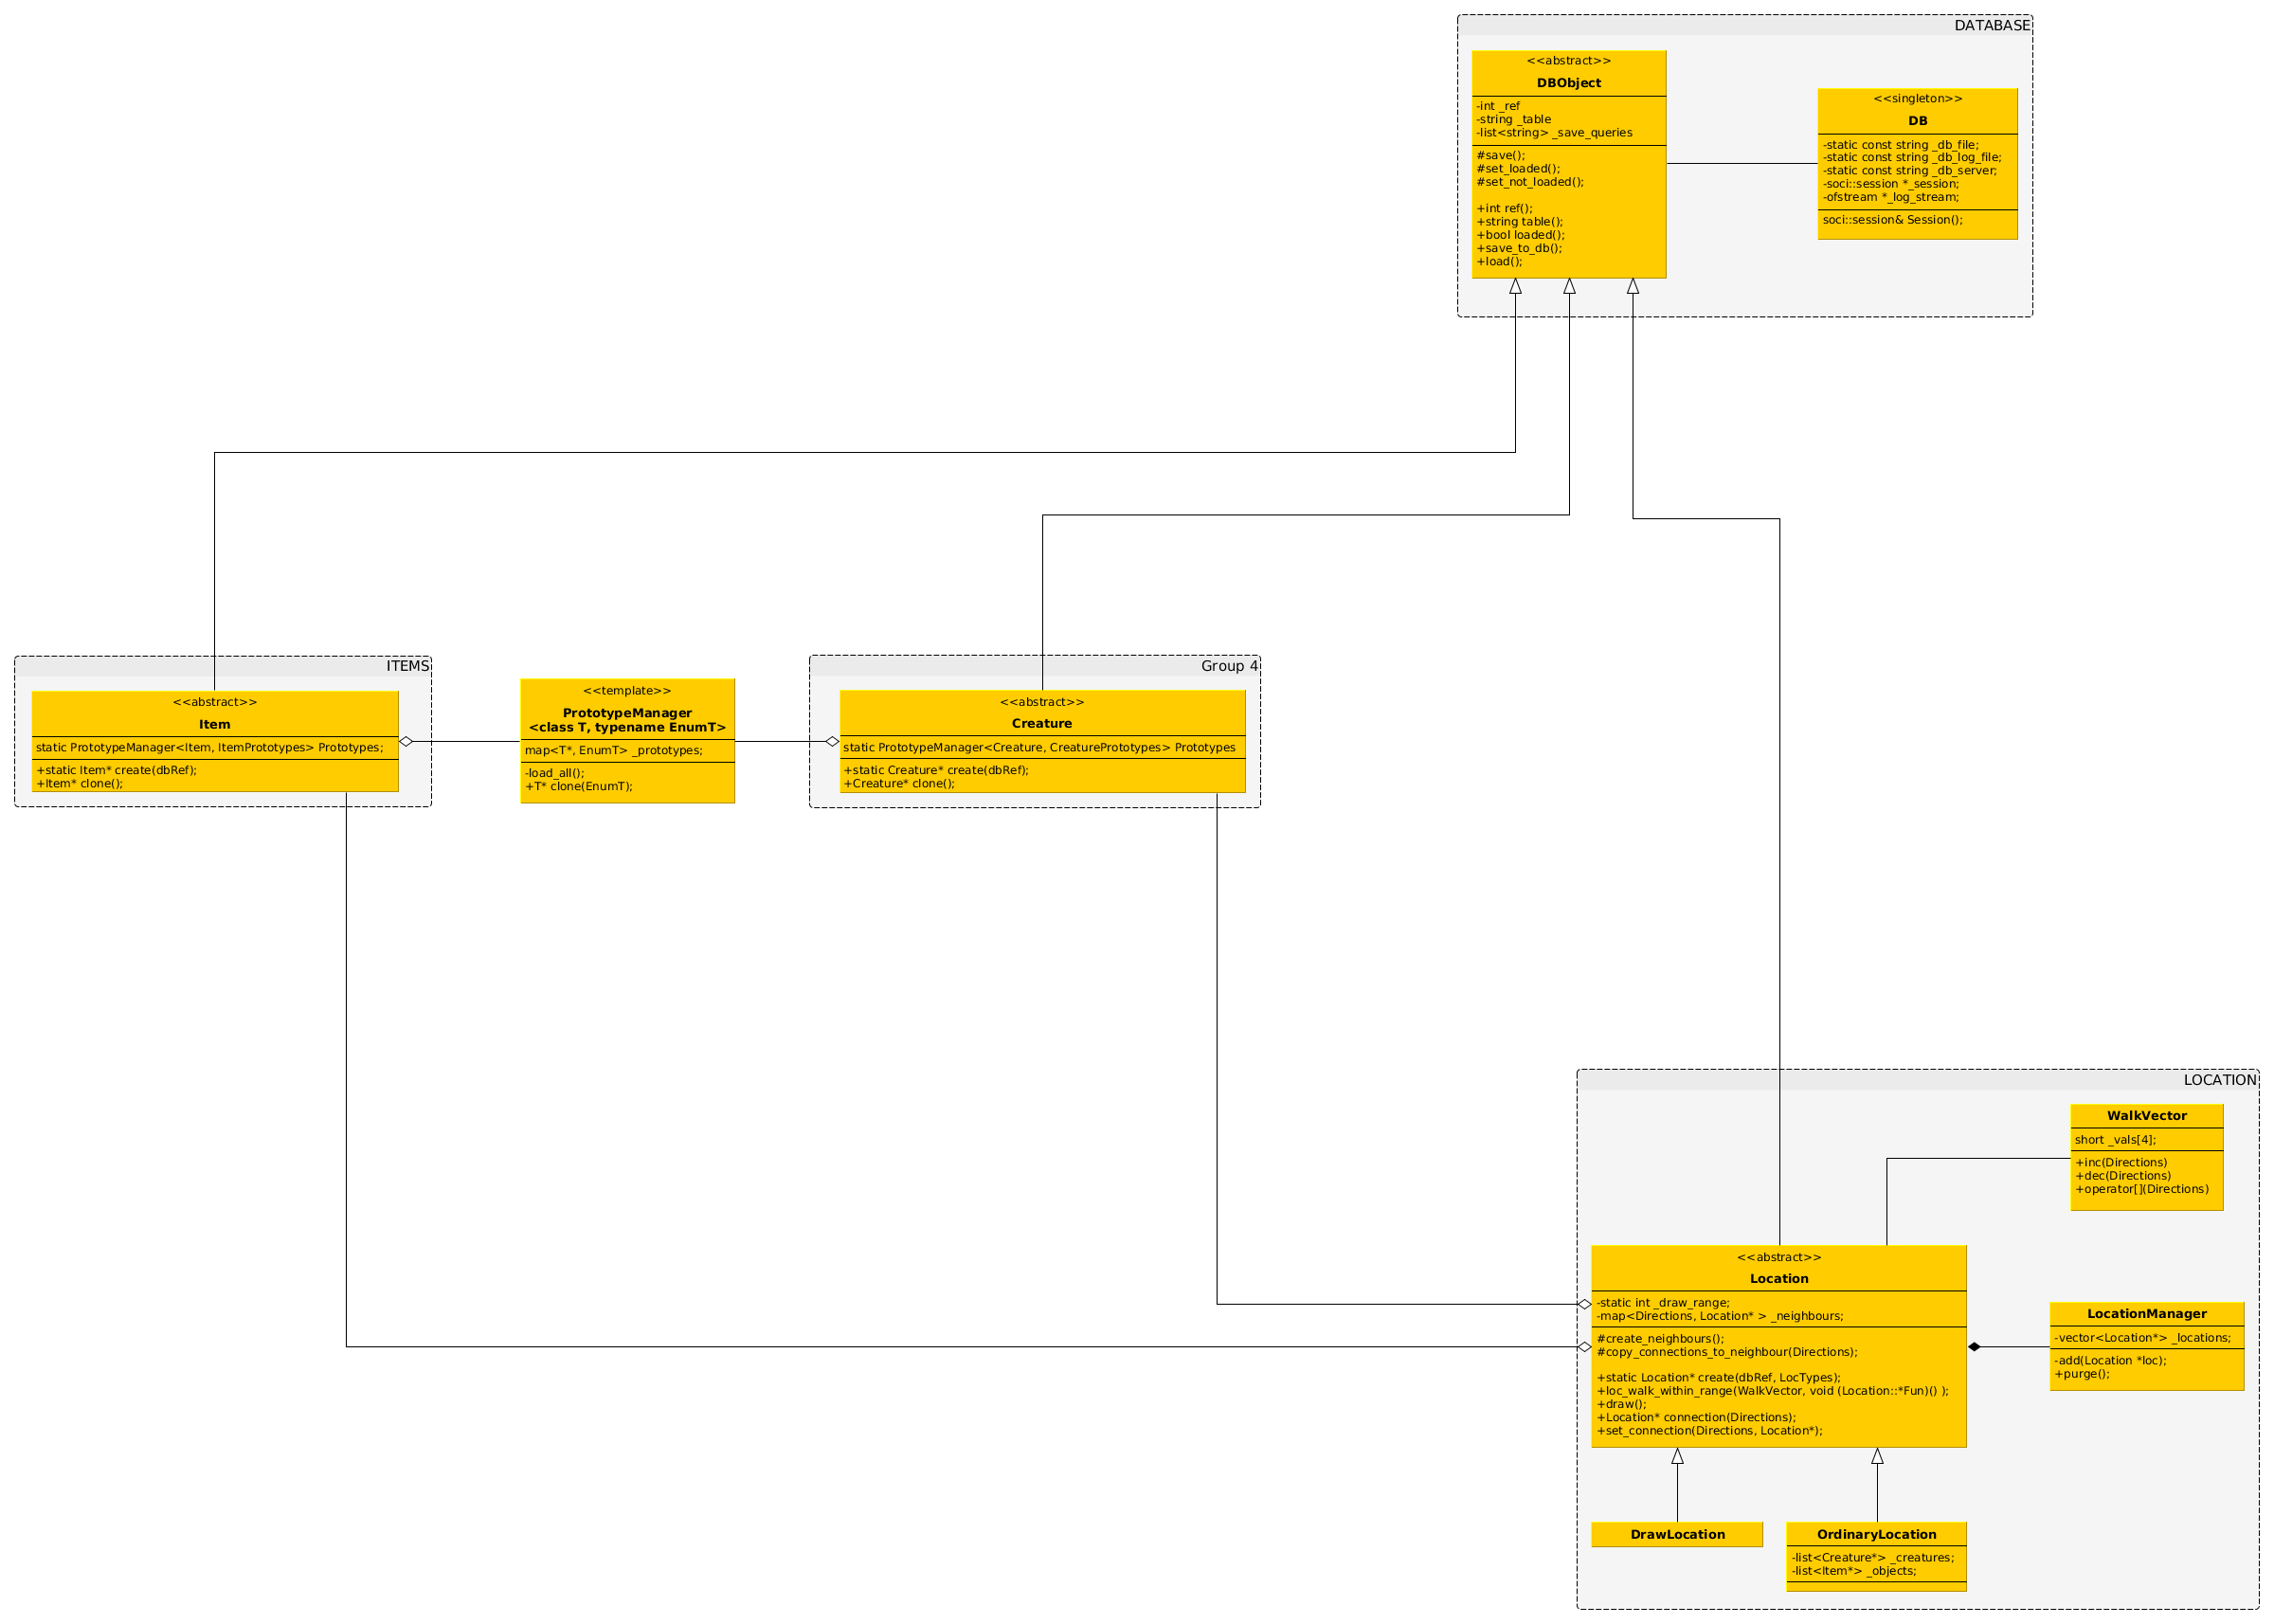 DATABASE
<<abstract>>
DBObject
-int _ref
-string _table
-list<string> _save_queries
#save();
#set_loaded();
#set_not_loaded();
+int ref();
+string table();
+bool loaded();
+save_to_db();
+load();
<<singleton>>
DB
-static const string _db_file;
-static const string _db_log_file;
-static const string _db_server;
-soci::session *_session;
-ofstream *_log_stream;
soci::session& Session();
ITEMS
<<abstract>>
Item
static PrototypeManager<Item, ItemPrototypes> Prototypes;
+static Item* create(dbRef);
+Item* clone();
<<template>>
PrototypeManager
<class T, typename EnumT>
map<T*, EnumT> _prototypes;
-load_all();
+T* clone(EnumT);
Group 4
<<abstract>>
Creature
static PrototypeManager<Creature, CreaturePrototypes> Prototypes
+static Creature* create(dbRef);
+Creature* clone();
LOCATION
WalkVector
short _vals[4];
+inc(Directions)
+dec(Directions)
+operator[](Directions)
<<abstract>>
Location
-static int _draw_range;
-map<Directions, Location* > _neighbours;
#create_neighbours();
#copy_connections_to_neighbour(Directions);
+static Location* create(dbRef, LocTypes);
+loc_walk_within_range(WalkVector, void (Location::*Fun)() );
+draw();
+Location* connection(Directions);
+set_connection(Directions, Location*);
LocationManager
-vector<Location*> _locations;
-add(Location *loc);
+purge();
DrawLocation
OrdinaryLocation
-list<Creature*> _creatures;
-list<Item*> _objects;